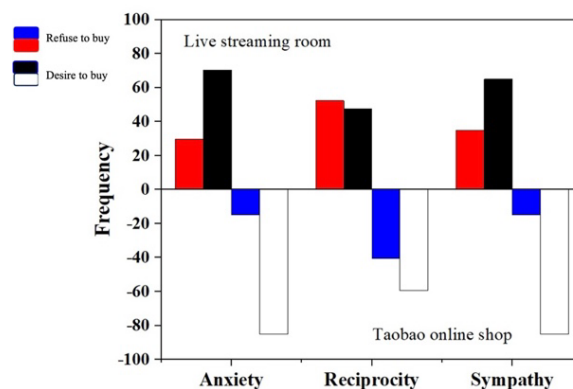 Refuse to buy
Desire to buy
Live streaming room
Taobao online shop
Frequency
100
80
60
40
20
0
-20
-40
-60
-80
-100
Anxiety Reciprocity Sympathy